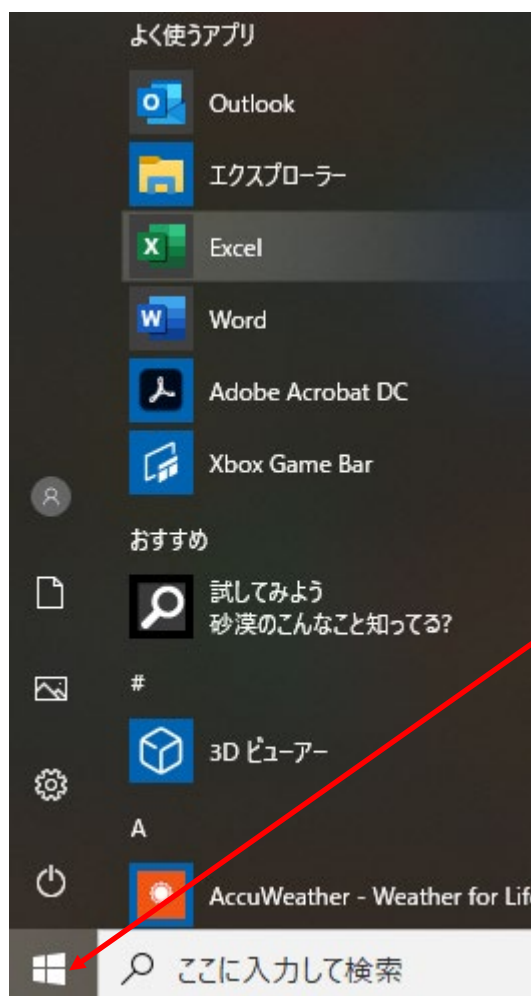 よく使うアプリ
Outlook
エクスプローラー
Excel
Word
Adobe Acrobat DC
Xbox Game Bar
おすすめ
試してみよう
砂漠のこんなこと知ってる?
#
3D ビューアー
A
AccuWeather - Weather for Life
ここに入力して検索